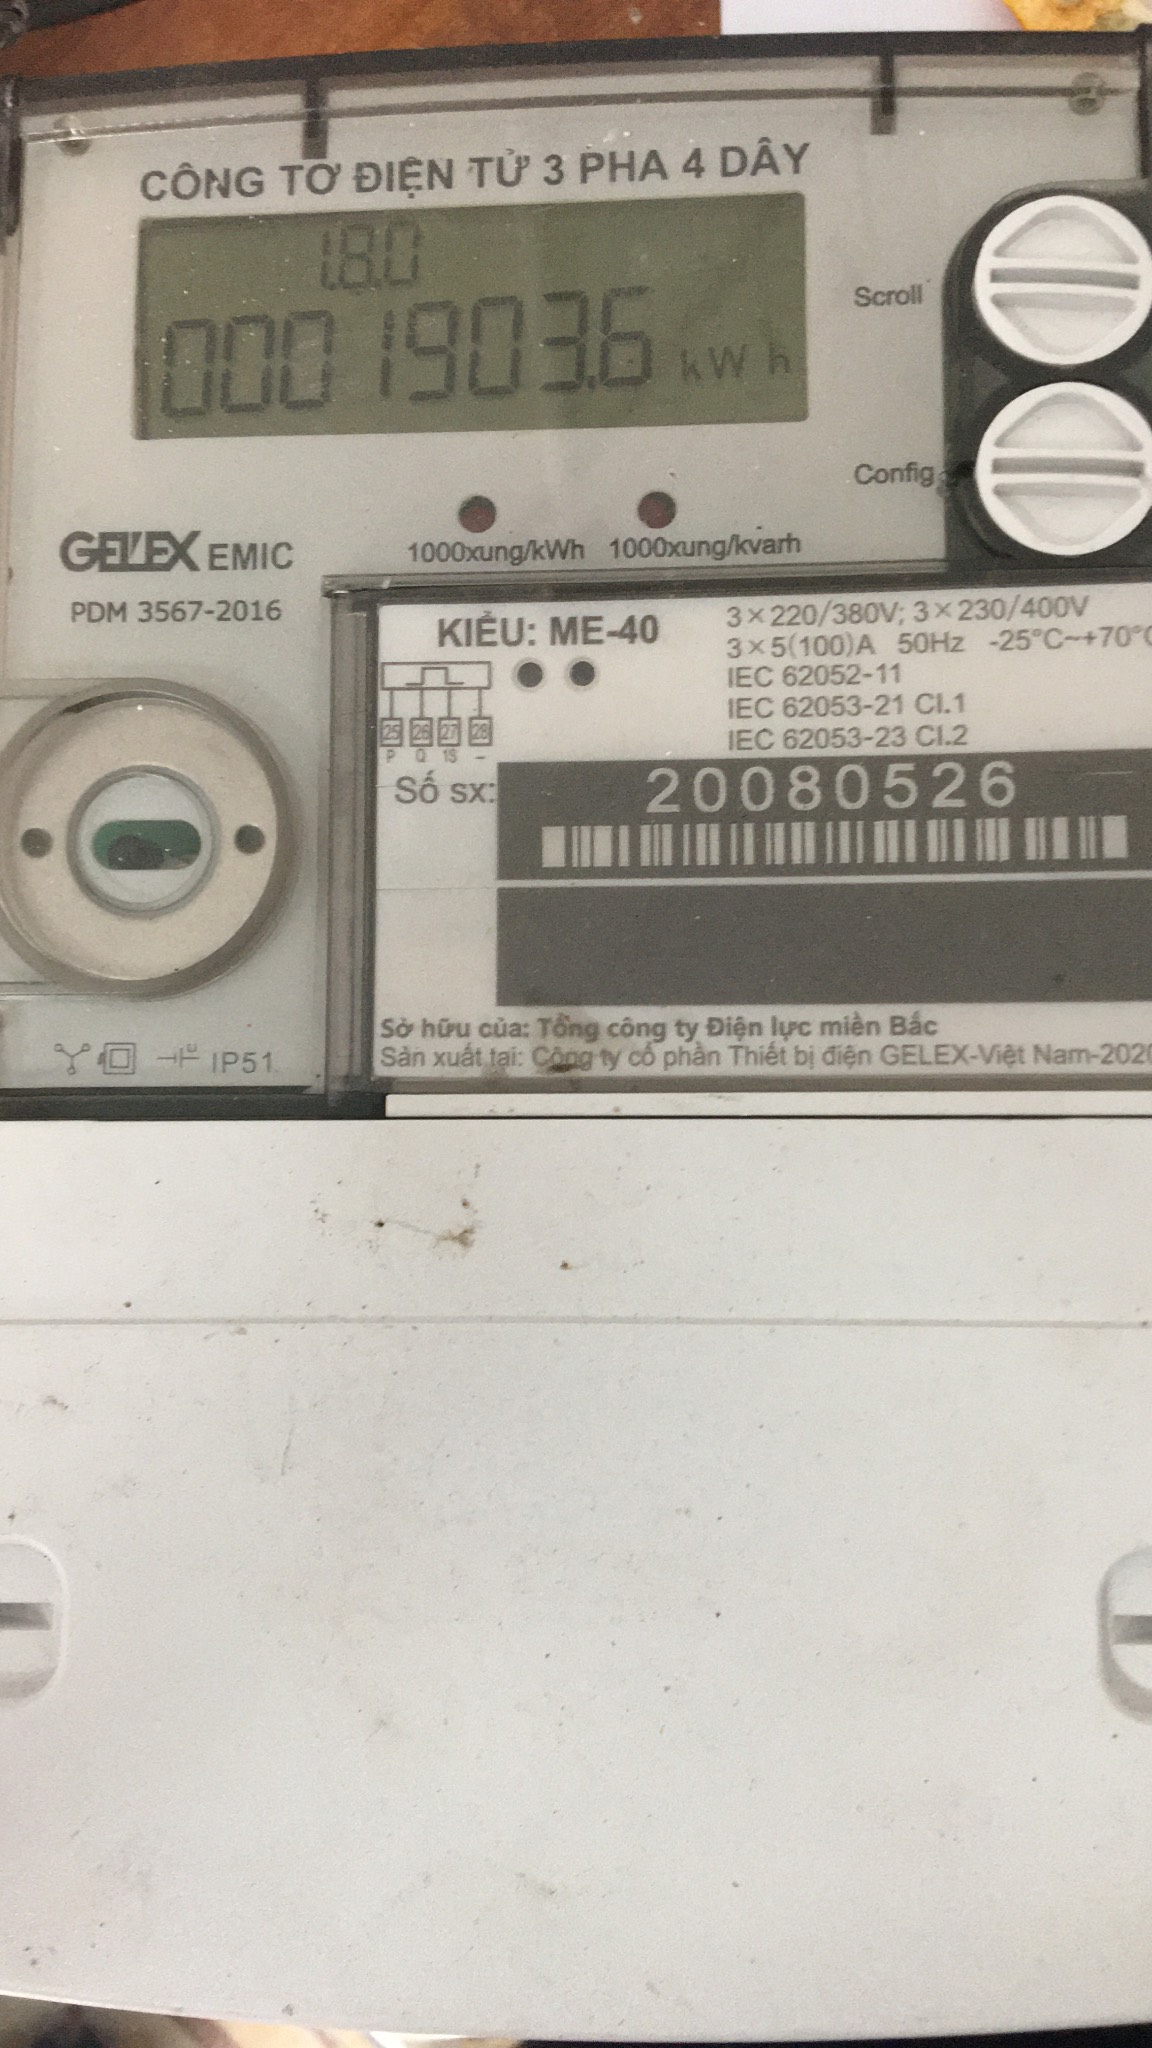 CÔNG TƠ ĐIỆN TỬ 3 PHA 4 DÂY
1.8.0
0001903.6 kWh
Scroll
Config
1000xung/kWh 1000xung/kvarh
GELEX EMIC
PDM 3567-2016
KIỂU: ME-40
3×220/380V; 3×230/400V
3×5(100)A 50Hz -25°C~+70°C
IEC 62052-11
IEC 62053-21 Cl.1
IEC 62053-23 Cl.2
25 26 27 28
P Q 1S -
Số sx: 20080526
Sở hữu của: Tổng công ty Điện lực miền Bắc
Sản xuất tại: Công ty cổ phần Thiết bị điện GELEX-Việt Nam-2020
IP51